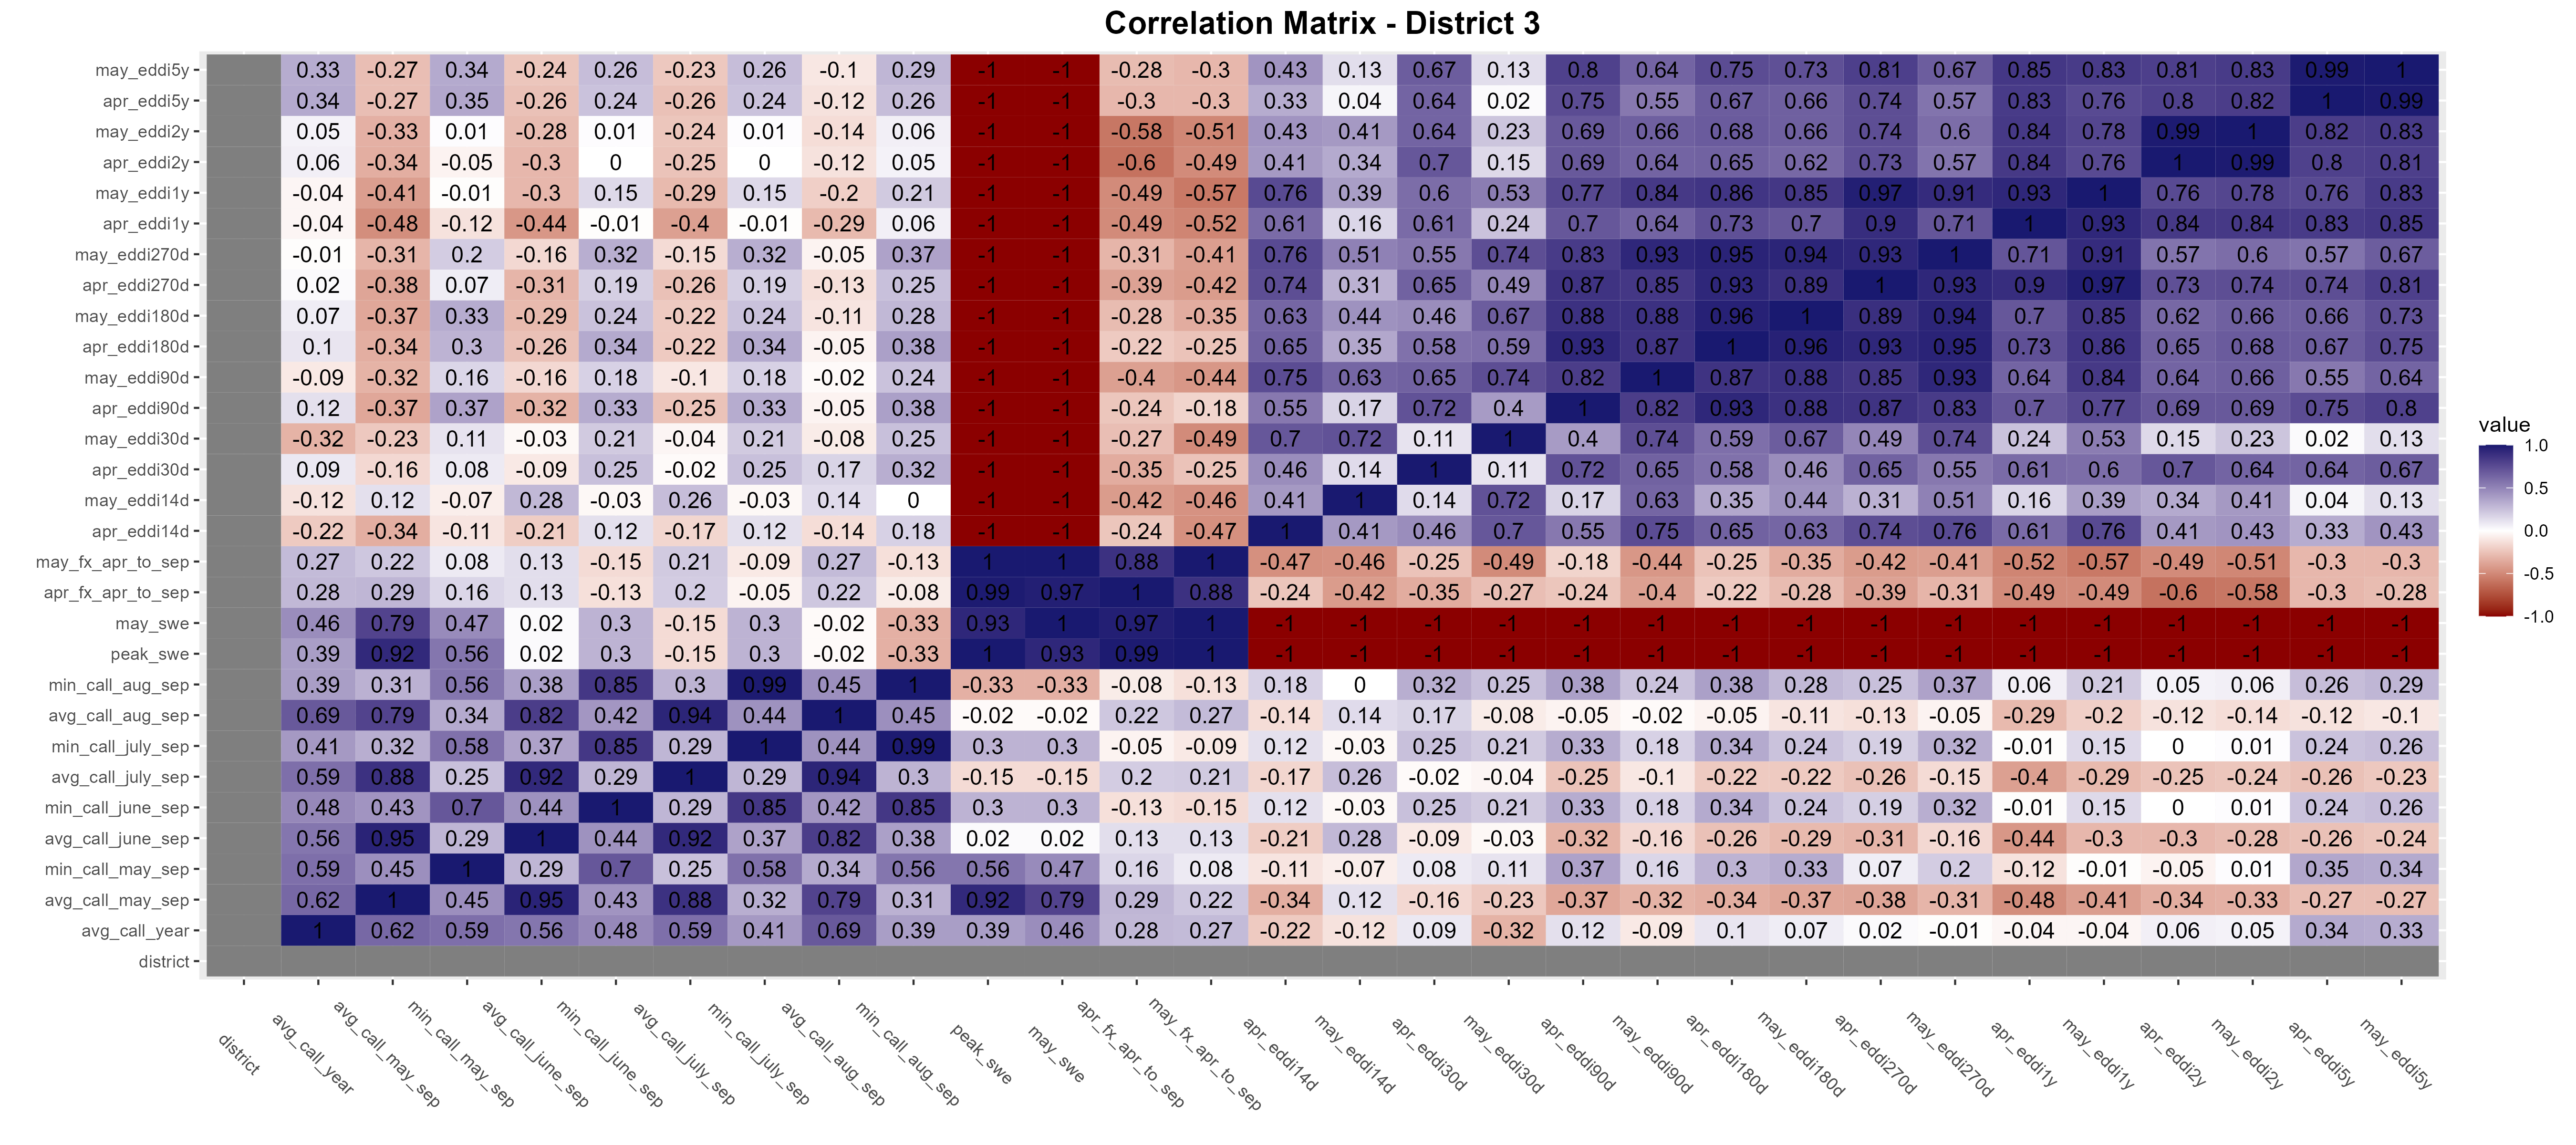 Correlation Matrix - District 3
may_eddi5y 0.33 -0.27 0.34 -0.24 0.26 -0.23 0.26 -0.1 0.29 -1 -1 -0.28 -0.3 0.43 0.13 0.67 0.13 0.8 0.64 0.75 0.73 0.81 0.67 0.85 0.83 0.81 0.83 0.99 1
apr_eddi5y 0.34 -0.27 0.35 -0.26 0.24 -0.26 0.24 -0.12 0.26 -1 -1 -0.3 -0.3 0.33 0.04 0.64 0.02 0.75 0.55 0.67 0.66 0.74 0.57 0.83 0.76 0.8 0.82 1 0.99
may_eddi2y 0.05 -0.33 0.01 -0.28 0.01 -0.24 0.01 -0.14 0.06 -1 -1 -0.58 -0.51 0.43 0.41 0.64 0.23 0.69 0.66 0.68 0.66 0.74 0.6 0.84 0.78 0.99 1 0.82 0.83
apr_eddi2y 0.06 -0.34 -0.05 -0.3 0 -0.25 0 -0.12 0.05 -1 -1 -0.6 -0.49 0.41 0.34 0.7 0.15 0.69 0.64 0.65 0.62 0.73 0.57 0.84 0.76 1 0.99 0.8 0.81
may_eddi1y -0.04 -0.41 -0.01 -0.3 0.15 -0.29 0.15 -0.2 0.21 -1 -1 -0.49 -0.57 0.76 0.39 0.6 0.53 0.77 0.84 0.86 0.85 0.97 0.91 0.93 1 0.76 0.78 0.76 0.83
apr_eddi1y -0.04 -0.48 -0.12 -0.44 -0.01 -0.4 -0.01 -0.29 0.06 -1 -1 -0.49 -0.52 0.61 0.16 0.61 0.24 0.7 0.64 0.73 0.7 0.9 0.71 1 0.93 0.84 0.84 0.83 0.85
may_eddi270d -0.01 -0.31 0.2 -0.16 0.32 -0.15 0.32 -0.05 0.37 -1 -1 -0.31 -0.41 0.76 0.51 0.55 0.74 0.83 0.93 0.95 0.94 0.93 1 0.71 0.91 0.57 0.6 0.57 0.67
apr_eddi270d 0.02 -0.38 0.07 -0.31 0.19 -0.26 0.19 -0.13 0.25 -1 -1 -0.39 -0.42 0.74 0.31 0.65 0.49 0.87 0.85 0.93 0.89 1 0.93 0.9 0.97 0.73 0.74 0.74 0.81
may_eddi180d 0.07 -0.37 0.33 -0.29 0.24 -0.22 0.24 -0.11 0.28 -1 -1 -0.28 -0.35 0.63 0.44 0.46 0.67 0.88 0.88 0.96 1 0.89 0.94 0.7 0.85 0.62 0.66 0.66 0.73
apr_eddi180d 0.1 -0.34 0.3 -0.26 0.34 -0.22 0.34 -0.05 0.38 -1 -1 -0.22 -0.25 0.65 0.35 0.58 0.59 0.93 0.87 1 0.96 0.93 0.95 0.73 0.86 0.65 0.68 0.67 0.75
may_eddi90d -0.09 -0.32 0.16 -0.16 0.18 -0.1 0.18 -0.02 0.24 -1 -1 -0.4 -0.44 0.75 0.63 0.65 0.74 0.82 1 0.87 0.88 0.85 0.93 0.64 0.84 0.64 0.66 0.55 0.64
apr_eddi90d 0.12 -0.37 0.37 -0.32 0.33 -0.25 0.33 -0.05 0.38 -1 -1 -0.24 -0.18 0.55 0.17 0.72 0.4 1 0.82 0.93 0.88 0.87 0.83 0.7 0.77 0.69 0.69 0.75 0.8
may_eddi30d -0.32 -0.23 0.11 -0.03 0.21 -0.04 0.21 -0.08 0.25 -1 -1 -0.27 -0.49 0.7 0.72 0.11 1 0.4 0.74 0.59 0.67 0.49 0.74 0.24 0.53 0.15 0.23 0.02 0.13
apr_eddi30d 0.09 -0.16 0.08 -0.09 0.25 -0.02 0.25 0.17 0.32 -1 -1 -0.35 -0.25 0.46 0.14 1 0.11 0.72 0.65 0.58 0.46 0.65 0.55 0.61 0.6 0.7 0.64 0.64 0.67
may_eddi14d -0.12 0.12 -0.07 0.28 -0.03 0.26 -0.03 0.14 0 -1 -1 -0.42 -0.46 0.41 1 0.14 0.72 0.17 0.63 0.35 0.44 0.31 0.51 0.16 0.39 0.34 0.41 0.04 0.13
apr_eddi14d -0.22 -0.34 -0.11 -0.21 0.12 -0.17 0.12 -0.14 0.18 -1 -1 -0.24 -0.47 1 0.41 0.46 0.7 0.55 0.75 0.65 0.63 0.74 0.76 0.61 0.76 0.41 0.43 0.33 0.43
may_fx_apr_to_sep 0.27 0.22 0.08 0.13 -0.15 0.21 -0.09 0.27 -0.13 1 1 0.88 1 -0.47 -0.46 -0.25 -0.49 -0.18 -0.44 -0.25 -0.35 -0.42 -0.41 -0.52 -0.57 -0.49 -0.51 -0.3 -0.3
apr_fx_apr_to_sep 0.28 0.29 0.16 0.13 -0.13 0.2 -0.05 0.22 -0.08 0.99 0.97 1 0.88 -0.24 -0.42 -0.35 -0.27 -0.24 -0.4 -0.22 -0.28 -0.39 -0.31 -0.49 -0.49 -0.6 -0.58 -0.3 -0.28
may_swe 0.46 0.79 0.47 0.02 0.3 -0.15 0.3 -0.02 -0.33 0.93 1 0.97 1 -1 -1 -1 -1 -1 -1 -1 -1 -1 -1 -1 -1 -1 -1 -1 -1
peak_swe 0.39 0.92 0.56 0.02 0.3 -0.15 0.3 -0.02 -0.33 1 0.93 0.99 1 -1 -1 -1 -1 -1 -1 -1 -1 -1 -1 -1 -1 -1 -1 -1 -1
min_call_aug_sep 0.39 0.31 0.56 0.38 0.85 0.3 0.99 0.45 1 -0.33 -0.33 -0.08 -0.13 0.18 0 0.32 0.25 0.38 0.24 0.38 0.28 0.25 0.37 0.06 0.21 0.05 0.06 0.26 0.29
avg_call_aug_sep 0.69 0.79 0.34 0.82 0.42 0.94 0.44 1 0.45 -0.02 -0.02 0.22 0.27 -0.14 0.14 0.17 -0.08 -0.05 -0.02 -0.05 -0.11 -0.13 -0.05 -0.29 -0.2 -0.12 -0.14 -0.12 -0.1
min_call_july_sep 0.41 0.32 0.58 0.37 0.85 0.29 1 0.44 0.99 0.3 0.3 -0.05 -0.09 0.12 -0.03 0.25 0.21 0.33 0.18 0.34 0.24 0.19 0.32 -0.01 0.15 0 0.01 0.24 0.26
avg_call_july_sep 0.59 0.88 0.25 0.92 0.29 1 0.29 0.94 0.3 -0.15 -0.15 0.2 0.21 -0.17 0.26 -0.02 -0.04 -0.25 -0.1 -0.22 -0.22 -0.26 -0.15 -0.4 -0.29 -0.25 -0.24 -0.26 -0.23
min_call_june_sep 0.48 0.43 0.7 0.44 1 0.29 0.85 0.42 0.85 0.3 0.3 -0.13 -0.15 0.12 -0.03 0.25 0.21 0.33 0.18 0.34 0.24 0.19 0.32 -0.01 0.15 0 0.01 0.24 0.26
avg_call_june_sep 0.56 0.95 0.29 1 0.44 0.92 0.37 0.82 0.38 0.02 0.02 0.13 0.13 -0.21 0.28 -0.09 -0.03 -0.32 -0.16 -0.26 -0.29 -0.31 -0.16 -0.44 -0.3 -0.3 -0.28 -0.26 -0.24
min_call_may_sep 0.59 0.45 1 0.29 0.7 0.25 0.58 0.34 0.56 0.56 0.47 0.16 0.08 -0.11 -0.07 0.08 0.11 0.37 0.16 0.3 0.33 0.07 0.2 -0.12 -0.01 -0.05 0.01 0.35 0.34
avg_call_may_sep 0.62 1 0.45 0.95 0.43 0.88 0.32 0.79 0.31 0.92 0.79 0.29 0.22 -0.34 0.12 -0.16 -0.23 -0.37 -0.32 -0.34 -0.37 -0.38 -0.31 -0.48 -0.41 -0.34 -0.33 -0.27 -0.27
avg_call_year 1 0.62 0.59 0.56 0.48 0.59 0.41 0.69 0.39 0.39 0.46 0.28 0.27 -0.22 -0.12 0.09 -0.32 0.12 -0.09 0.1 0.07 0.02 -0.01 -0.04 -0.04 0.06 0.05 0.34 0.33
district
district avg_call_year avg_call_may_sep min_call_may_sep avg_call_june_sep min_call_june_sep avg_call_july_sep min_call_july_sep avg_call_aug_sep min_call_aug_sep peak_swe may_swe apr_fx_apr_to_sep may_fx_apr_to_sep apr_eddi14d may_eddi14d apr_eddi30d may_eddi30d apr_eddi90d may_eddi90d apr_eddi180d may_eddi180d apr_eddi270d may_eddi270d apr_eddi1y may_eddi1y apr_eddi2y may_eddi2y apr_eddi5y may_eddi5y
value
1.0
0.5
0.0
-0.5
-1.0